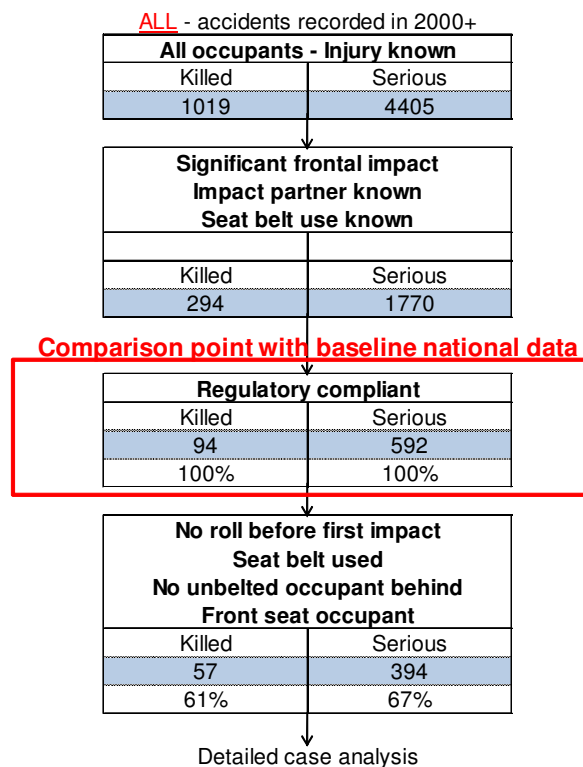 ALL - accidents recorded in 2000+
All occupants - Injury known
Killed Serious
1019 4405
Significant frontal impact
Impact partner known
Seat belt use known
Killed Serious
294 1770
Comparison point with baseline national data
Regulatory compliant
Killed Serious
94 592
100% 100%
No roll before first impact
Seat belt used
No unbelted occupant behind
Front seat occupant
Killed Serious
57 394
61% 67%
Detailed case analysis